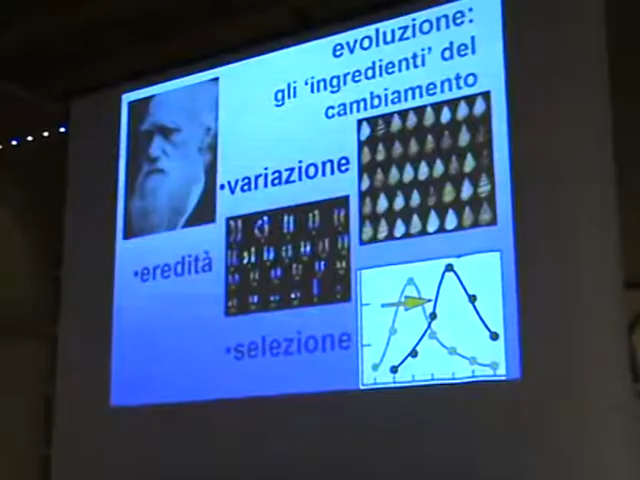 evoluzione:
gli 'ingredienti' del
cambiamento
•variazione
•eredità
•selezione